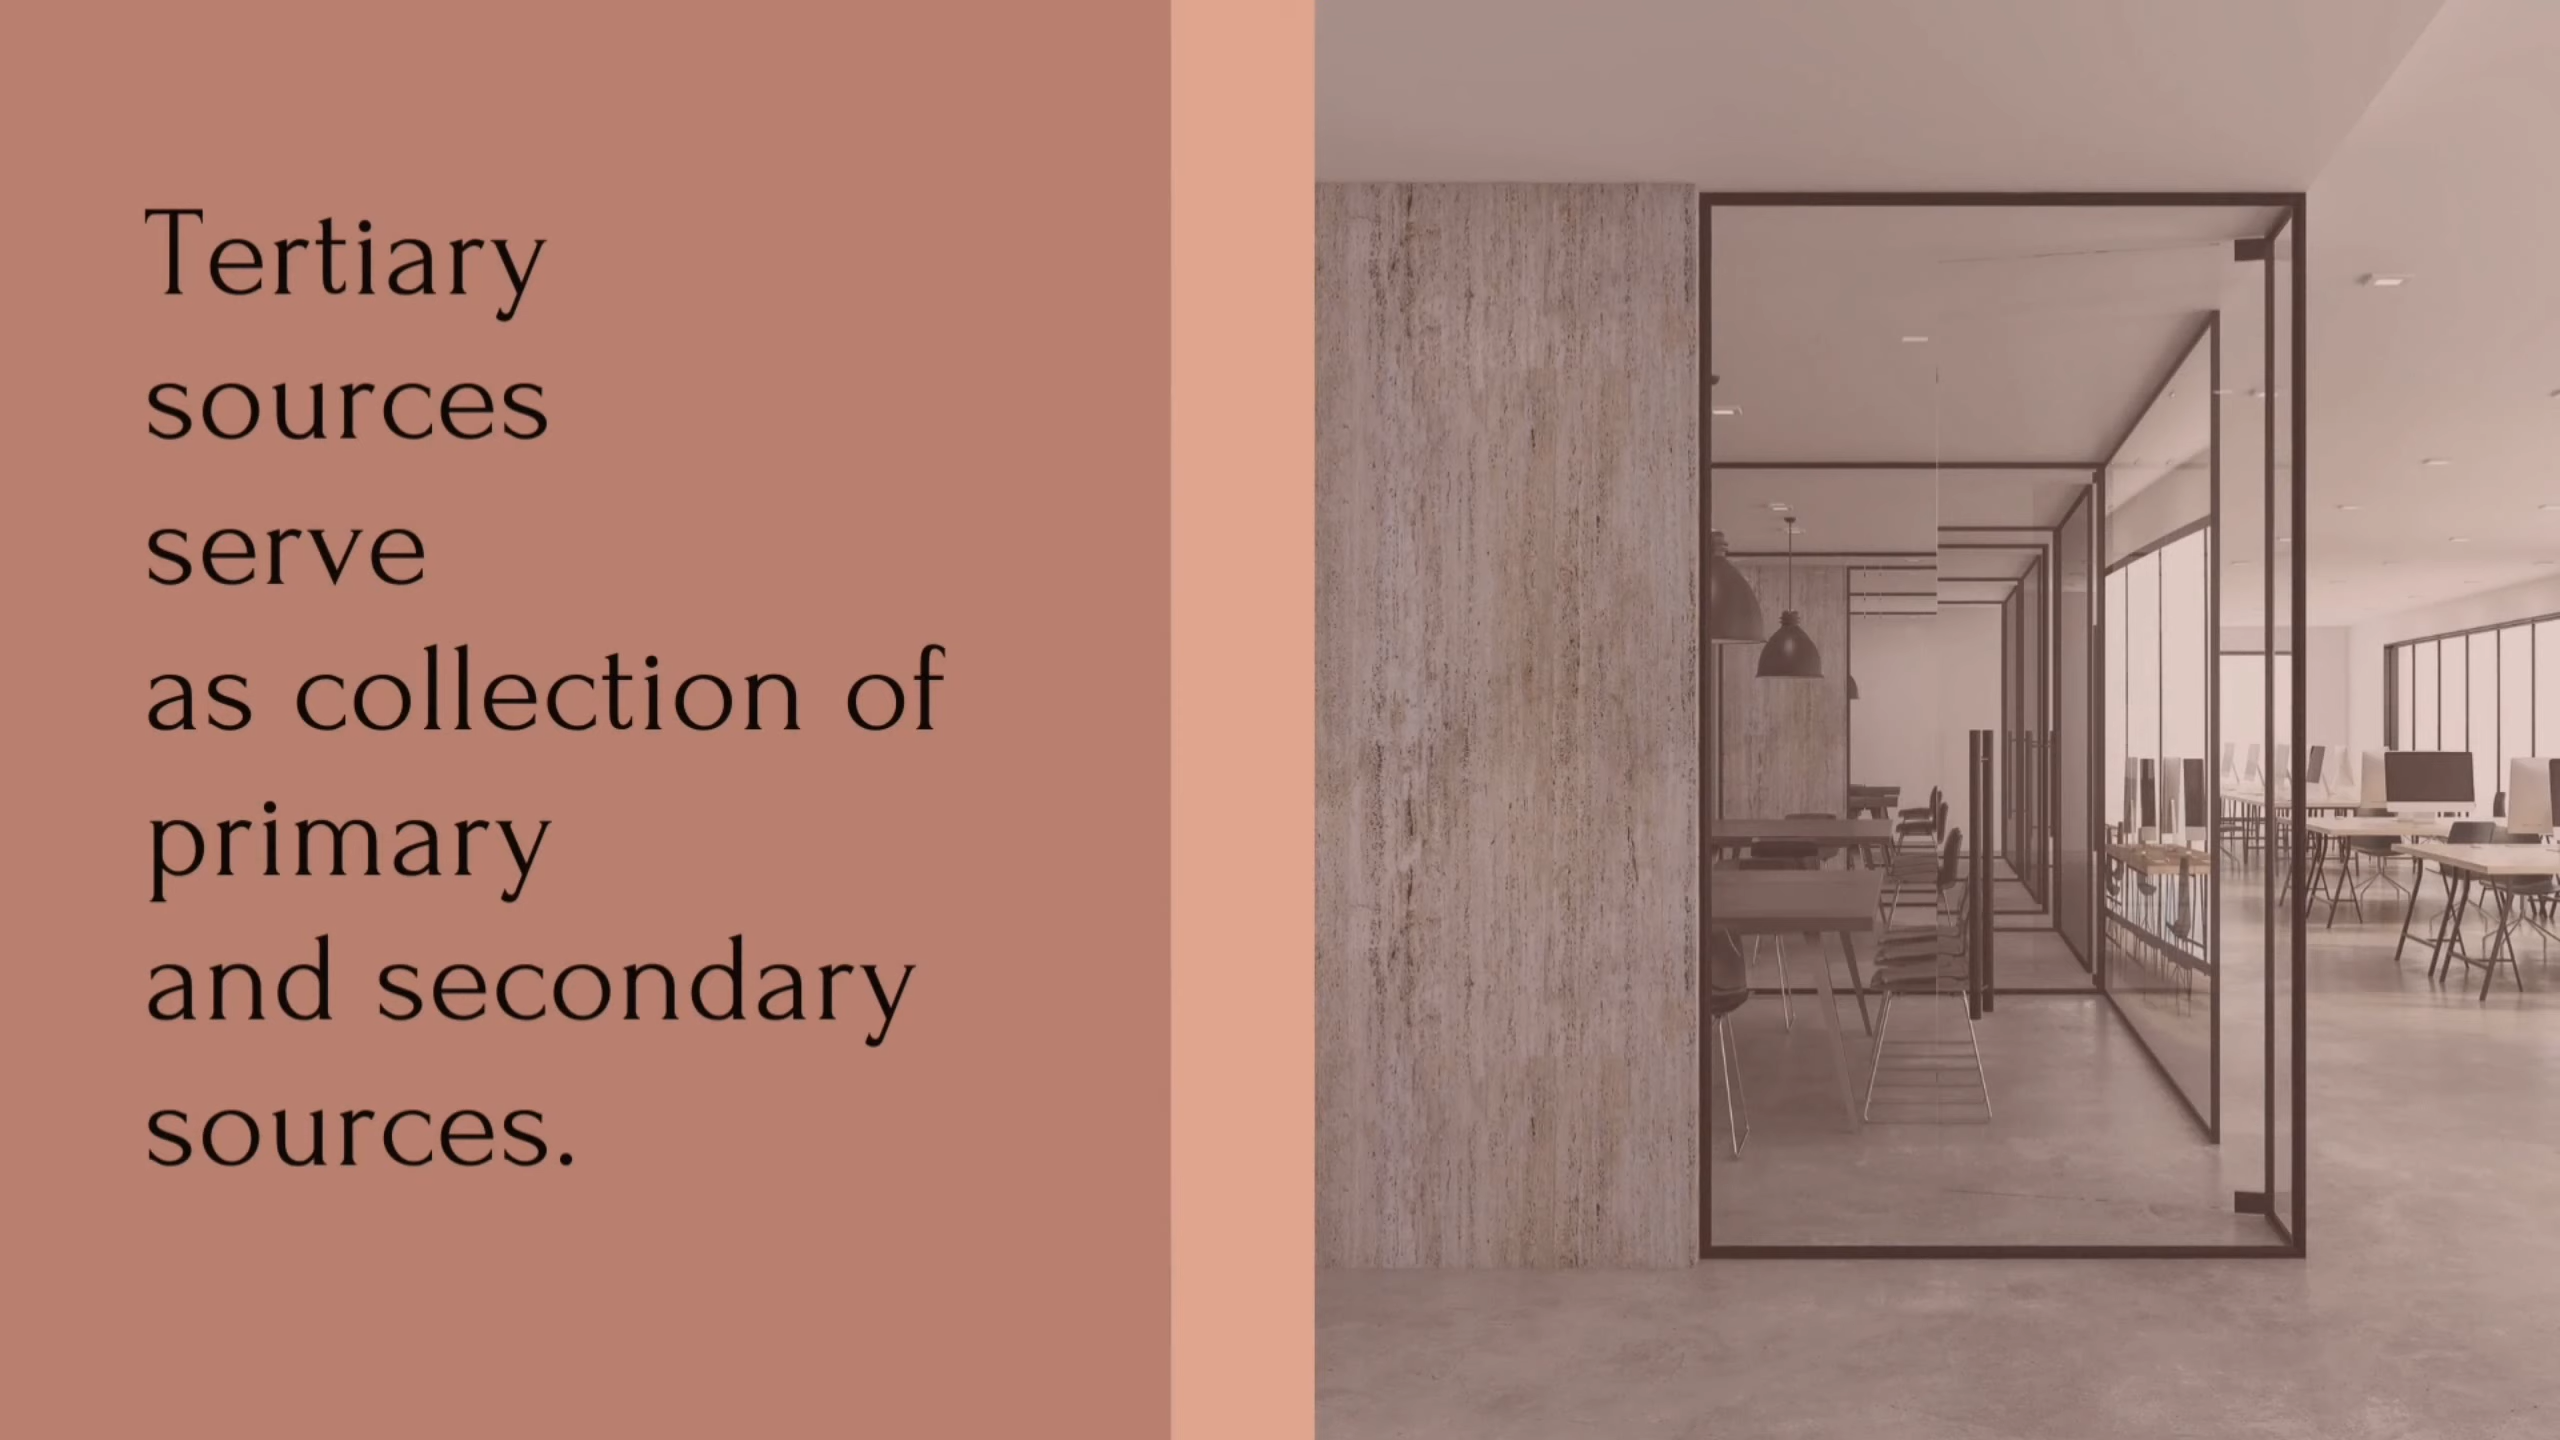 Tertiary
sources
serve
as collection of
primary
and secondary
sources.